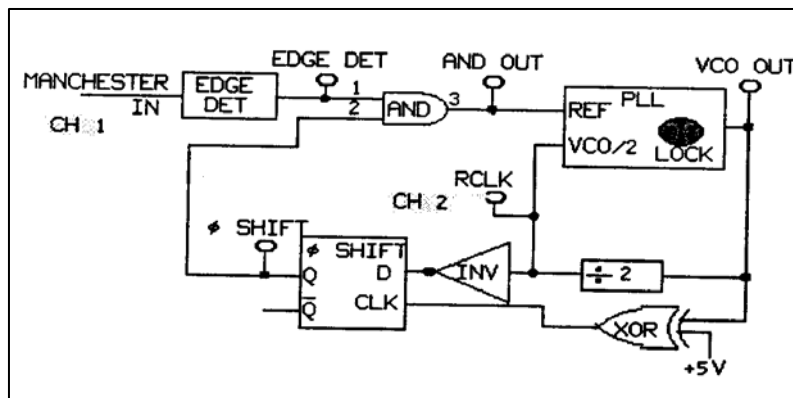 EDGE DET
AND OUT
VCO OUT
MANCHESTER
IN
EDGE
DET
1
2
AND
3
PLL
REF
VCO/2
LOCK
CH 1
RCLK
CH 2
ϕ SHIFT
ϕ SHIFT
D
Q
CLK
Q̅
INV
÷ 2
XOR
+5V